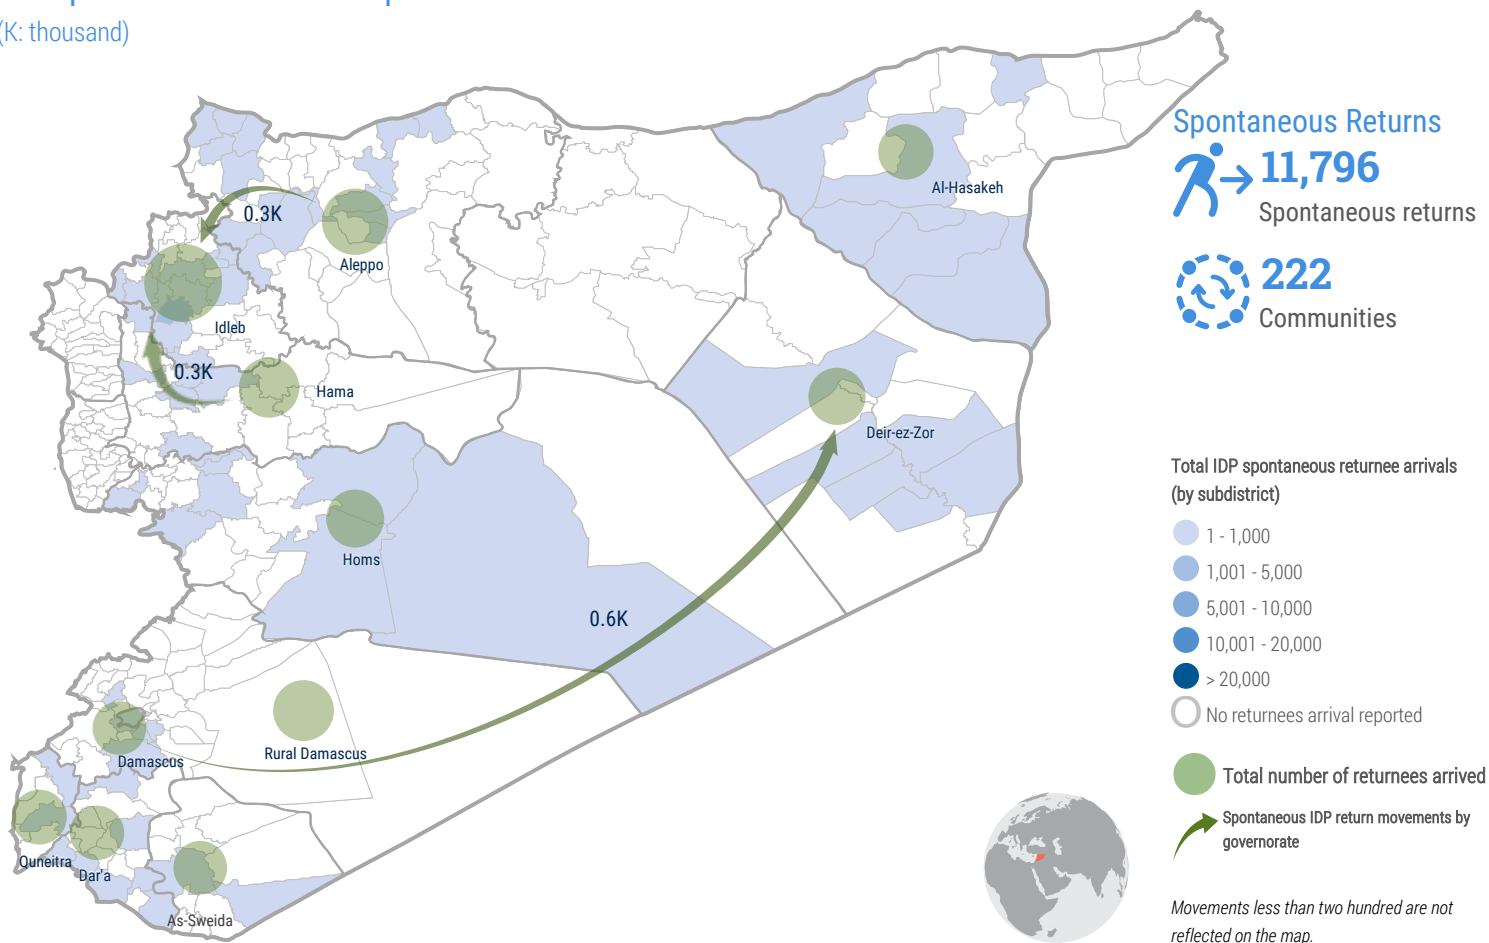 (K: thousand)
Spontaneous Returns
11,796
Spontaneous returns
222
Communities
Al-Hasakeh
0.3K
Aleppo
Idleb
0.3K
Hama
Deir-ez-Zor
Homs
0.6K
Rural Damascus
Damascus
Quneitra
Dar'a
As-Sweida
Total IDP spontaneous returnee arrivals
(by subdistrict)
1 - 1,000
1,001 - 5,000
5,001 - 10,000
10,001 - 20,000
> 20,000
No returnees arrival reported
Total number of returnees arrived
Spontaneous IDP return movements by
governorate
Movements less than two hundred are not
reflected on the map.